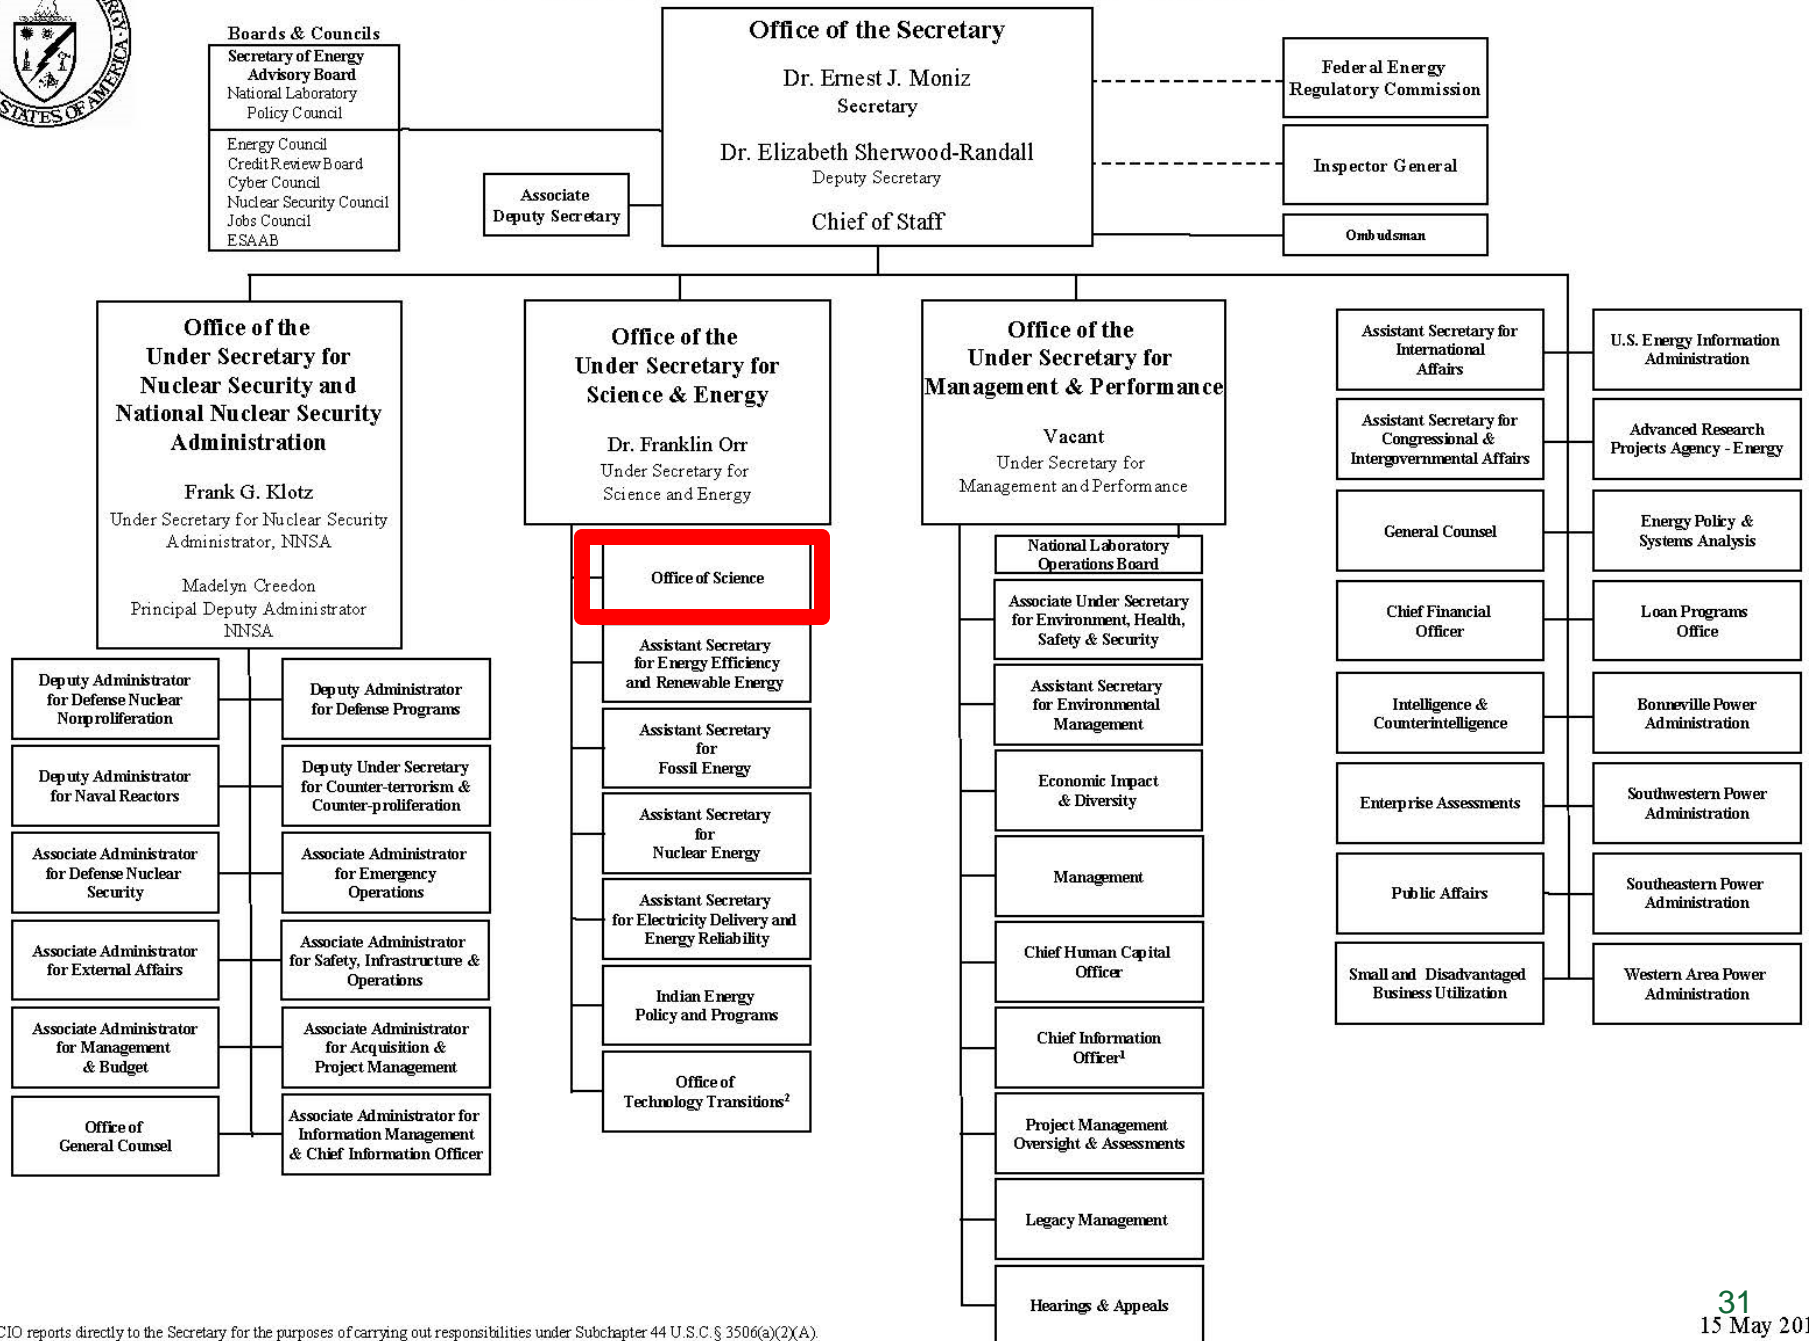 STATES OF AMERICA
Boards & Councils
Secretary of Energy
Advisory Board
National Laboratory
Policy Council
Energy Council
Credit Review Board
Cyber Council
Nuclear Security Council
Jobs Council
ESAAB
Associate
Deputy Secretary
Office of the Secretary
Dr. Ernest J. Moniz
Secretary
Dr. Elizabeth Sherwood-Randall
Deputy Secretary
Chief of Staff
Federal Energy
Regulatory Commission
Inspector General
Ombudsman
Office of the
Under Secretary for
Nuclear Security and
National Nuclear Security
Administration
Frank G. Klotz
Under Secretary for Nuclear Security
Administrator, NNSA
Madelyn Creedon
Principal Deputy Administrator
NNSA
Deputy Administrator
for Defense Nuclear
Nonproliferation
Deputy Administrator
for Defense Programs
Deputy Administrator
for Naval Reactors
Deputy Under Secretary
for Counter-terrorism &
Counter-proliferation
Associate Administrator
for Defense Nuclear
Security
Associate Administrator
for Emergency
Operations
Associate Administrator
for External Affairs
Associate Administrator
for Safety, Infrastructure &
Operations
Associate Administrator
for Management
& Budget
Associate Administrator
for Acquisition &
Project Management
Office of
General Counsel
Associate Administrator for
Information Management
& Chief Information Officer
Office of the
Under Secretary for
Science & Energy
Dr. Franklin Orr
Under Secretary for
Science and Energy
Office of Science
Assistant Secretary
for Energy Efficiency
and Renewable Energy
Assistant Secretary
for
Fossil Energy
Assistant Secretary
for
Nuclear Energy
Assistant Secretary
for Electricity Delivery and
Energy Reliability
Indian Energy
Policy and Programs
Office of
Technology Transitions²
Office of the
Under Secretary for
Management & Performance
Vacant
Under Secretary for
Management and Performance
National Laboratory
Operations Board
Associate Under Secretary
for Environment, Health,
Safety & Security
Assistant Secretary
for Environmental
Management
Economic Impact
& Diversity
Management
Chief Human Capital
Officer
Chief Information
Officer¹
Project Management
Oversight & Assessments
Legacy Management
Hearings & Appeals
Assistant Secretary for
International
Affairs
U.S. Energy Information
Administration
Assistant Secretary for
Congressional &
Intergovernmental Affairs
Advanced Research
Projects Agency - Energy
General Counsel
Energy Policy &
Systems Analysis
Chief Financial
Officer
Loan Programs
Office
Intelligence &
Counterintelligence
Bonneville Power
Administration
Enterprise Assessments
Southwestern Power
Administration
Public Affairs
Southeastern Power
Administration
Small and Disadvantaged
Business Utilization
Western Area Power
Administration
31
15 May 201
CIO reports directly to the Secretary for the purposes of carrying out responsibilities under Subchapter 44 U.S.C. § 3506(a)(2)(A).